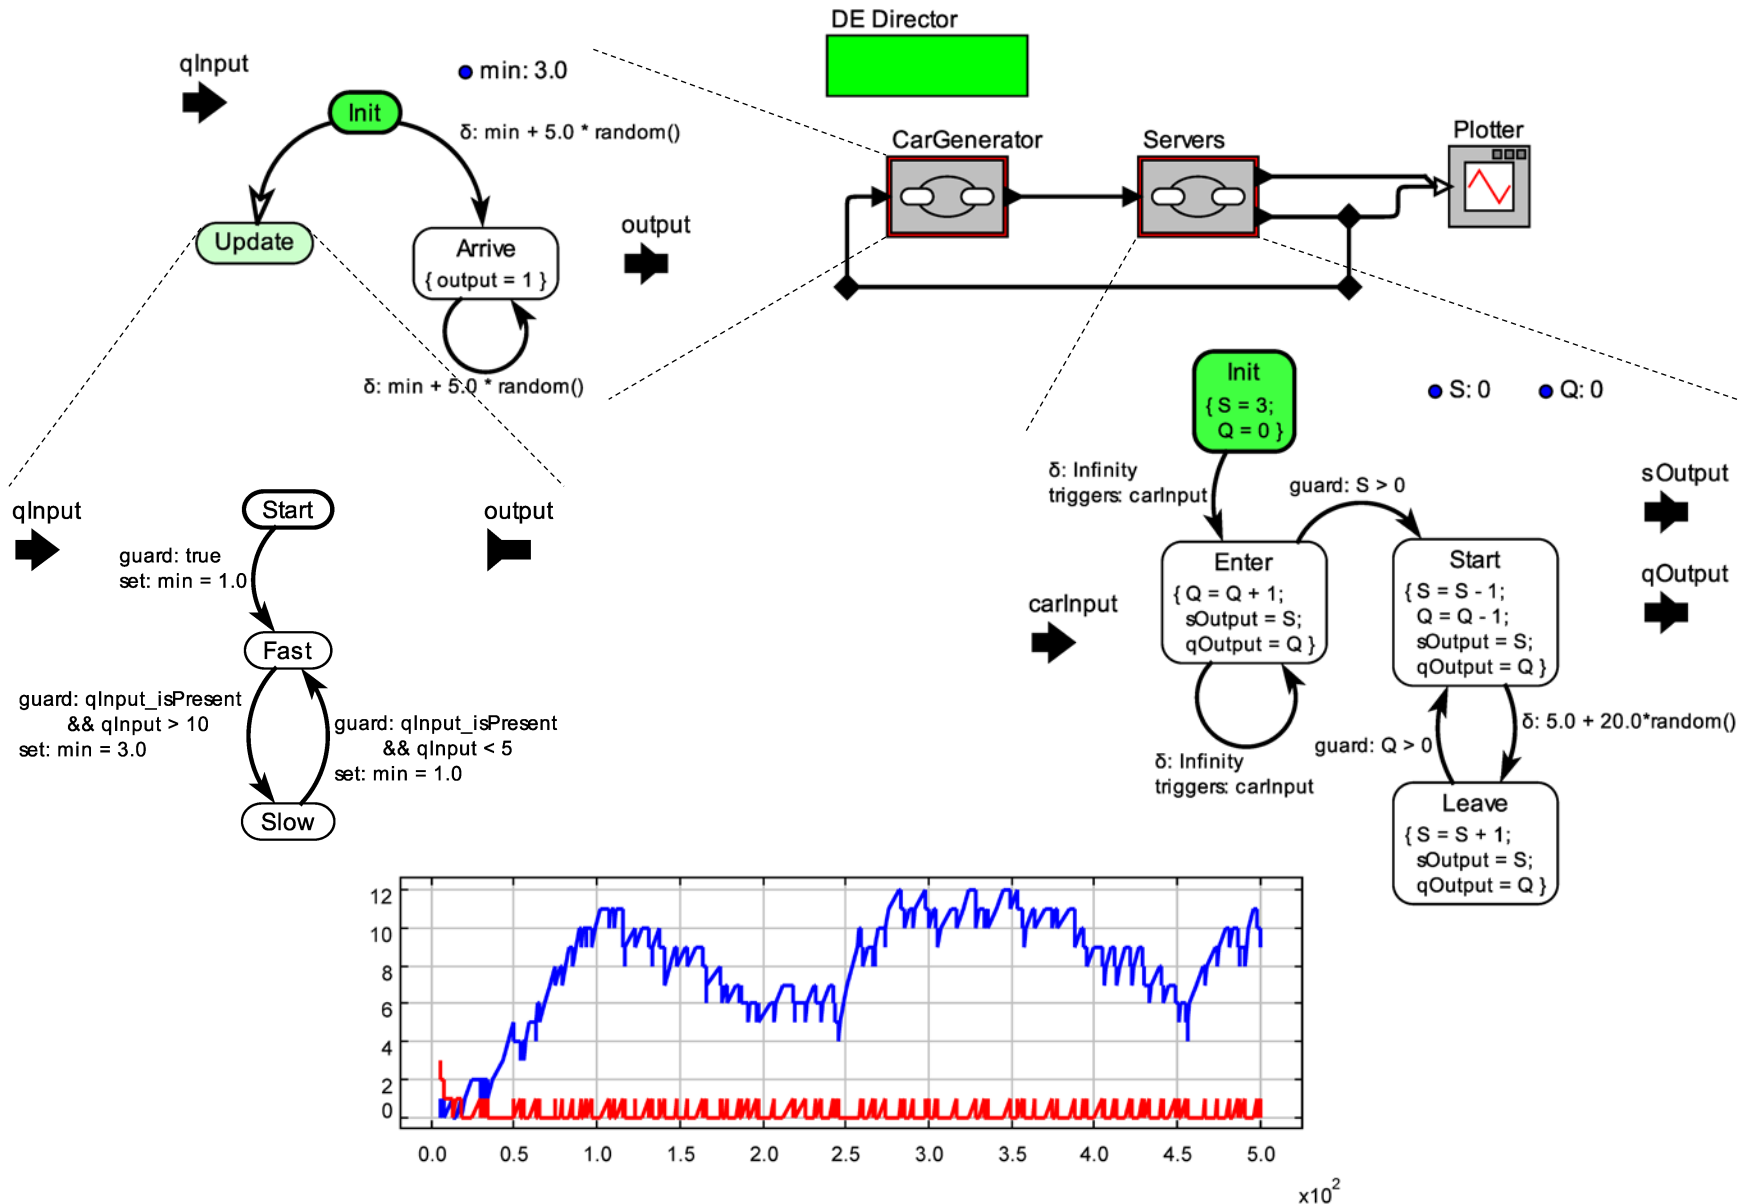 DE Director
qInput
min: 3.0
Init
δ: min + 5.0 * random()
Update
Arrive
{ output = 1 }
output
δ: min + 5.0 * random()
CarGenerator
Servers
Plotter
qInput
Start
output
guard: true
set: min = 1.0
Fast
guard: qInput_isPresent
&& qInput > 10
set: min = 3.0
guard: qInput_isPresent
&& qInput < 5
set: min = 1.0
Slow
Init
{ S = 3;
Q = 0 }
S: 0
Q: 0
δ: Infinity
triggers: carInput
guard: S > 0
sOutput
qOutput
carInput
Enter
{ Q = Q + 1;
sOutput = S;
qOutput = Q }
Start
{ S = S - 1;
Q = Q - 1;
sOutput = S;
qOutput = Q }
δ: Infinity
triggers: carInput
guard: Q > 0
δ: 5.0 + 20.0*random()
Leave
{ S = S + 1;
sOutput = S;
qOutput = Q }
12
10
8
6
4
2
0
0.0 0.5 1.0 1.5 2.0 2.5 3.0 3.5 4.0 4.5 5.0
x10²